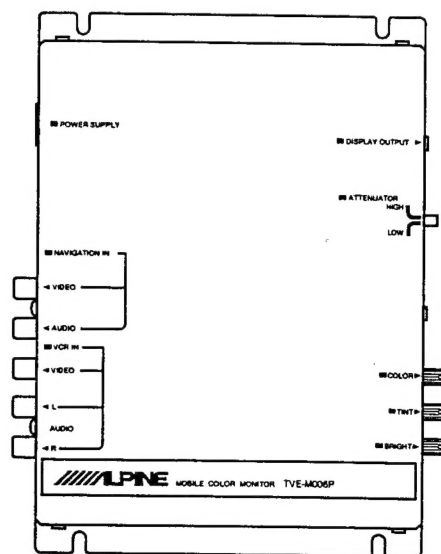 POWER SUPPLY
DISPLAY OUTPUT
ATTENUATOR
HIGH
LOW
NAVIGATION IN
VIDEO
AUDIO
VCR IN
VIDEO
L
AUDIO
R
COLOR
TINT
BRIGHT
ALPINE MOBILE COLOR MONITOR TVE-M006P